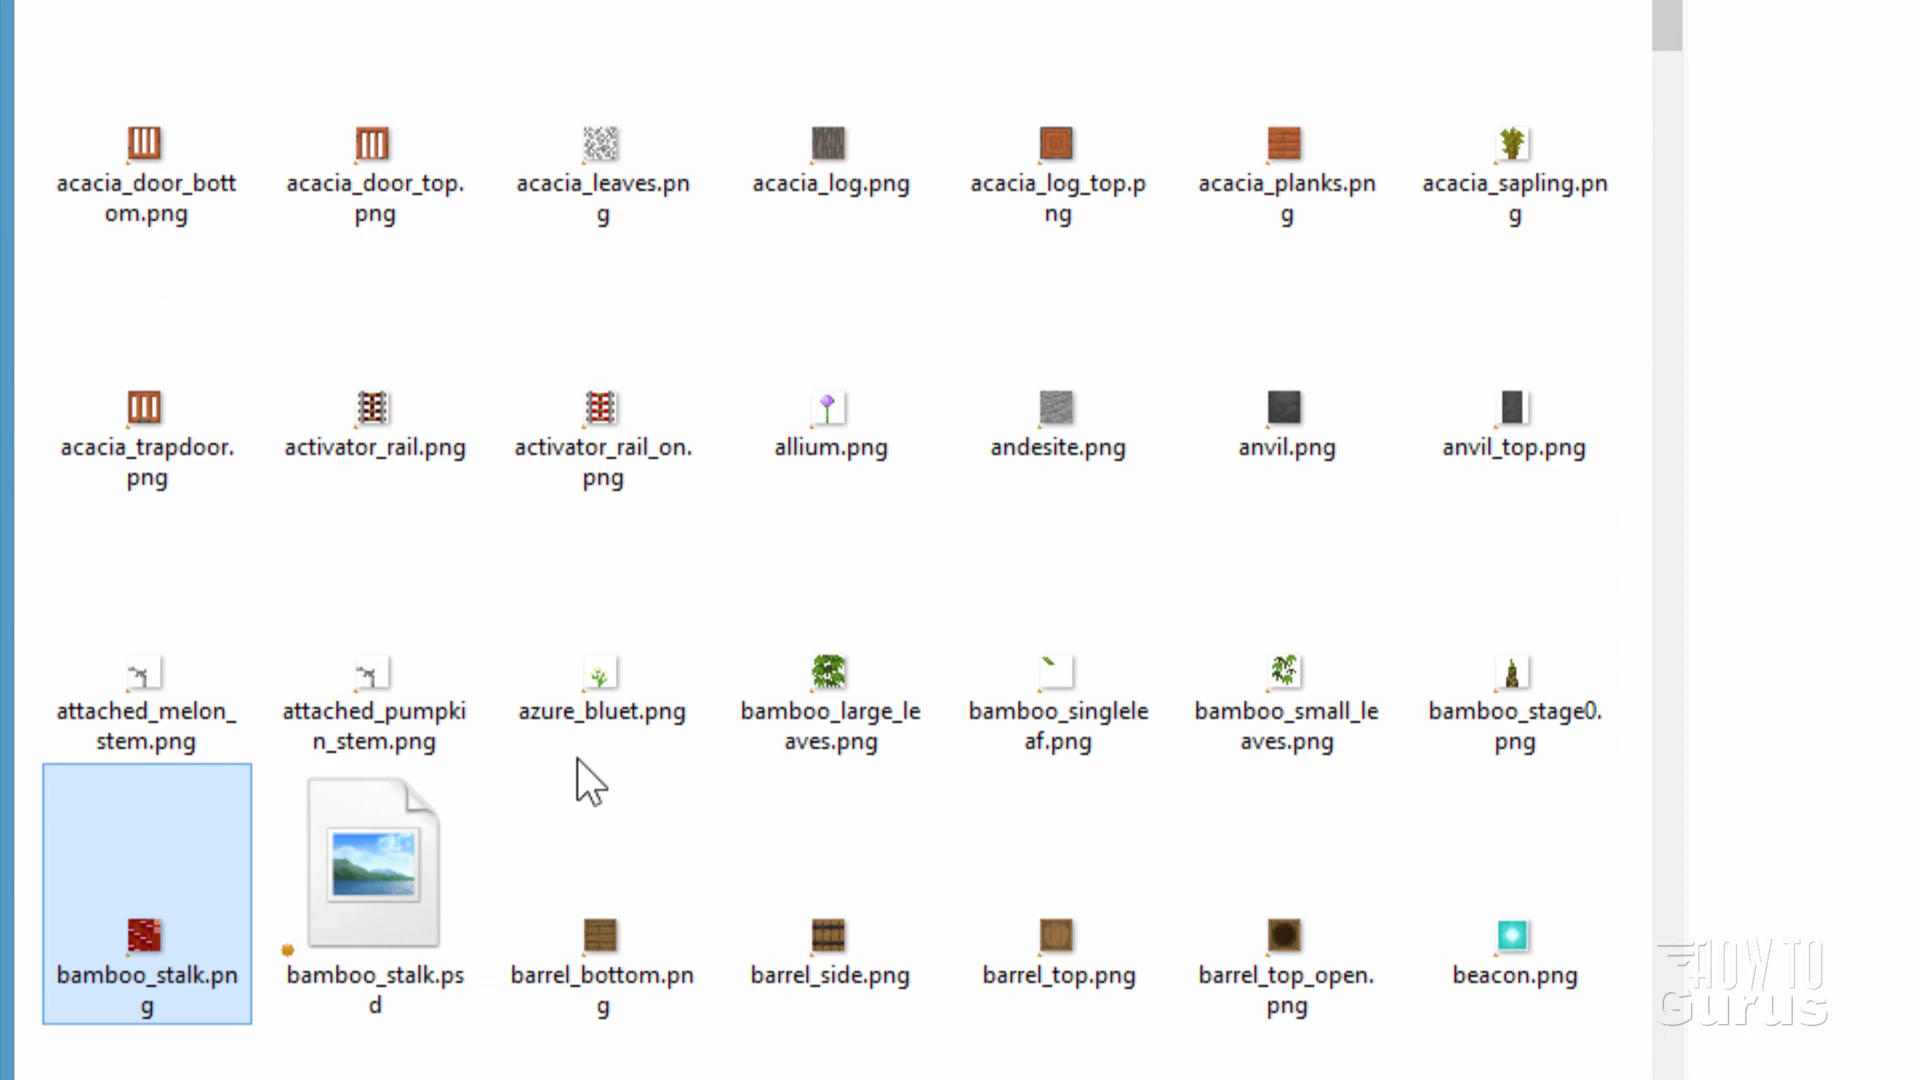 acacia_door_bott
om.png
acacia_door_top.
png
acacia_leaves.pn
g
acacia_log.png
acacia_log_top.p
ng
acacia_planks.pn
g
acacia_sapling.pn
g
acacia_trapdoor.
png
activator_rail.png
activator_rail_on.
png
allium.png
andesite.png
anvil.png
anvil_top.png
attached_melon_
stem.png
attached_pumpki
n_stem.png
azure_bluet.png
bamboo_large_le
aves.png
bamboo_singlele
af.png
bamboo_small_le
aves.png
bamboo_stage0.
png
bamboo_stalk.pn
g
bamboo_stalk.ps
d
barrel_bottom.pn
g
barrel_side.png
barrel_top.png
barrel_top_open.
png
beacon.png
HOW TO
Gurus